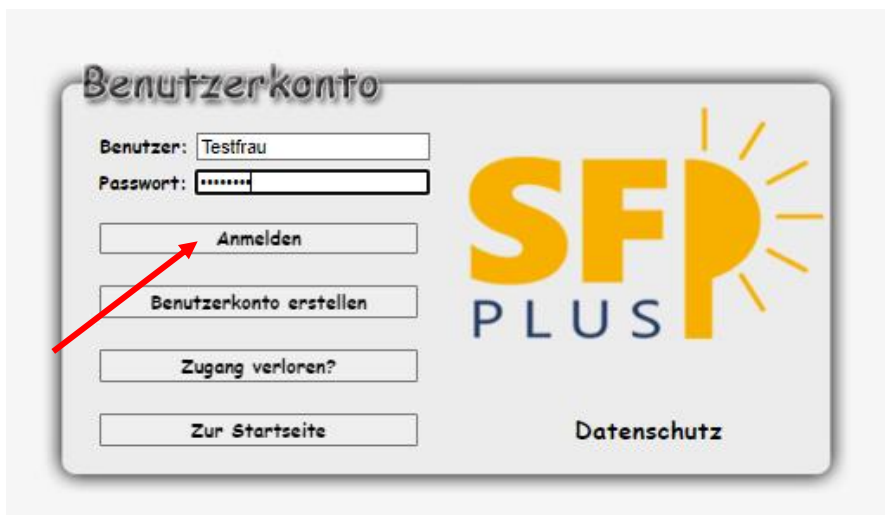 Benutzerkonto
Benutzer: Testfrau
Passwort: ••••••••
Anmelden
Benutzerkonto erstellen
Zugang verloren?
Zur Startseite
SFP
PLUS
Datenschutz